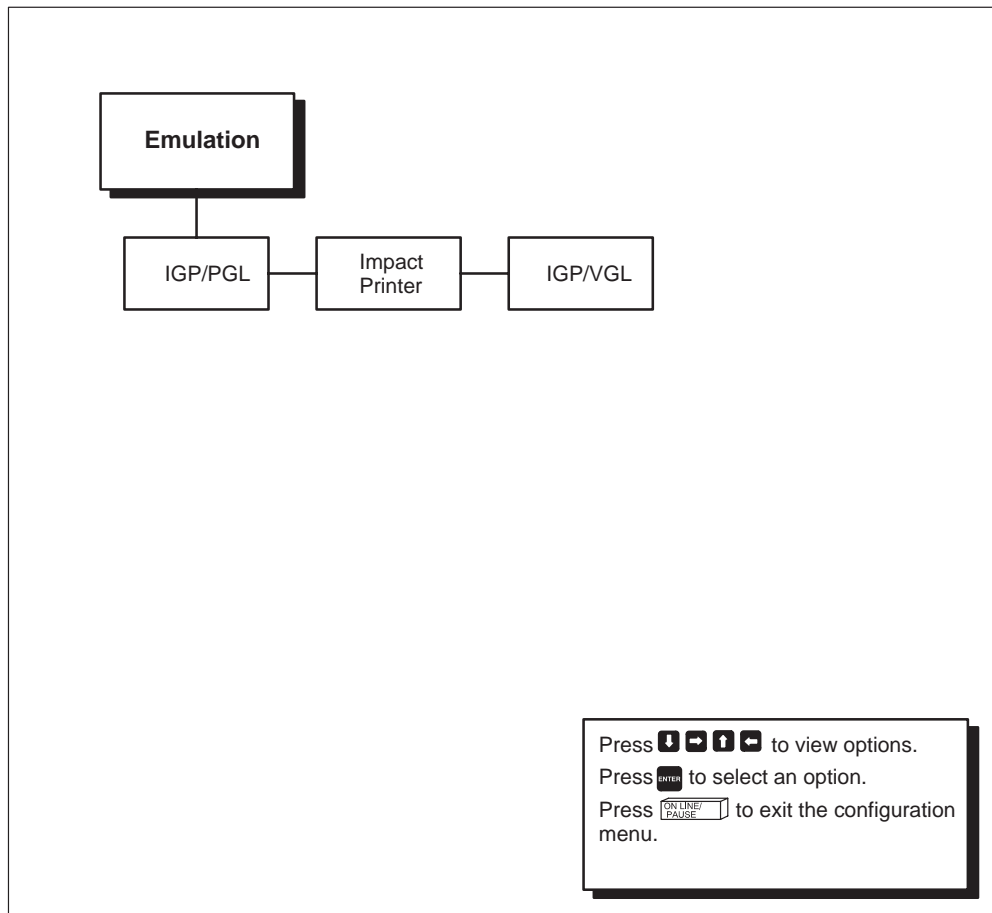 Emulation
IGP/PGL
Impact
Printer
IGP/VGL
Press to view options.
Press ENTER to select an option.
Press ON LINE/ PAUSE to exit the configuration
menu.